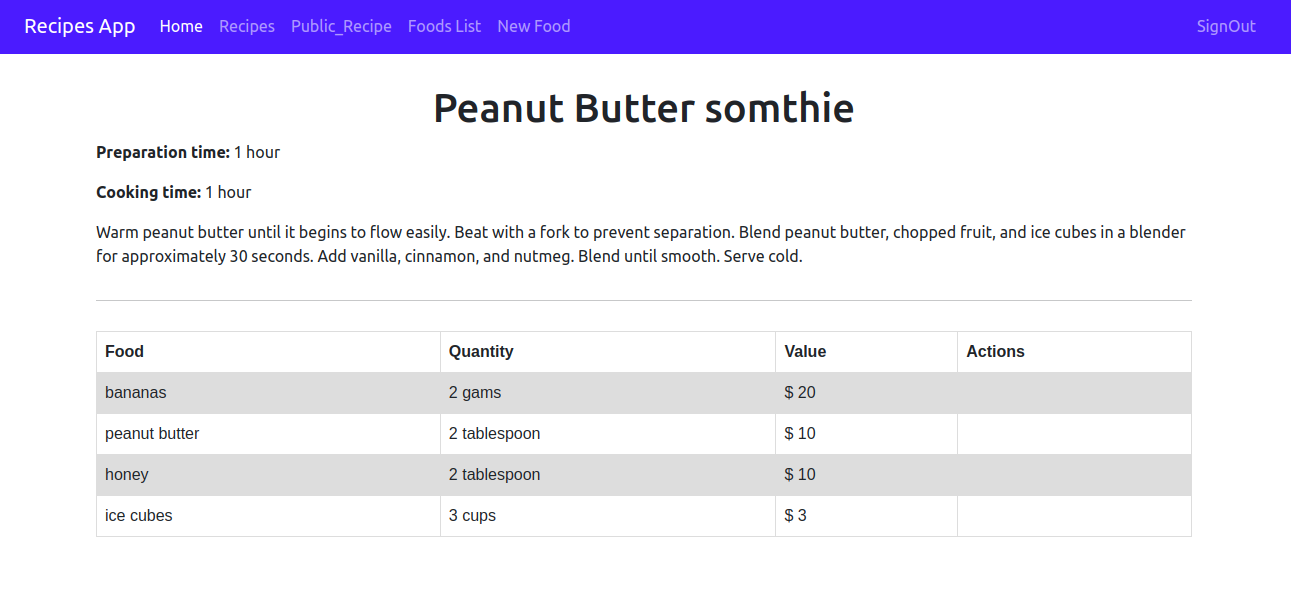 Recipes App Home Recipes Public_Recipe Foods List New Food SignOut
Peanut Butter somthie
Preparation time: 1 hour
Cooking time: 1 hour
Warm peanut butter until it begins to flow easily. Beat with a fork to prevent separation. Blend peanut butter, chopped fruit, and ice cubes in a blender
for approximately 30 seconds. Add vanilla, cinnamon, and nutmeg. Blend until smooth. Serve cold.
Food Quantity Value Actions
bananas 2 gams $ 20
peanut butter 2 tablespoon $ 10
honey 2 tablespoon $ 10
ice cubes 3 cups $ 3